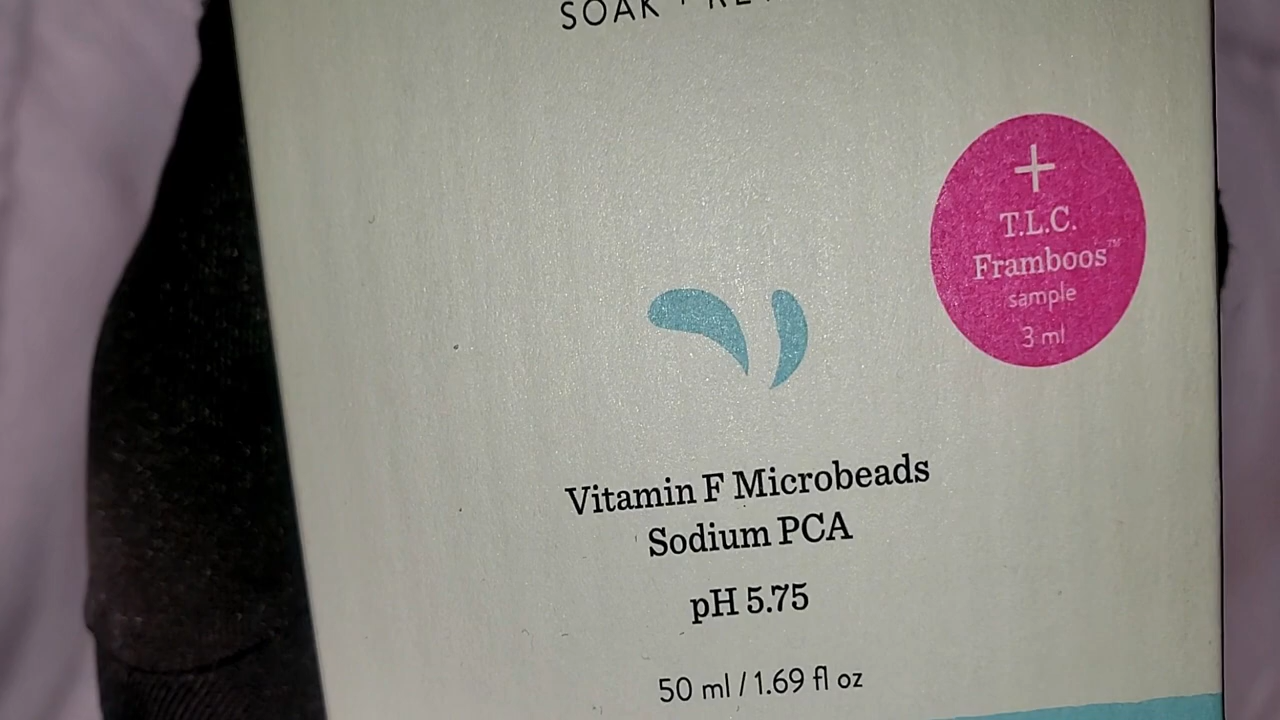 SOAK
+
T.L.C.
Framboos™
sample
3 ml
Vitamin F Microbeads
Sodium PCA
pH 5.75
50 ml / 1.69 fl oz